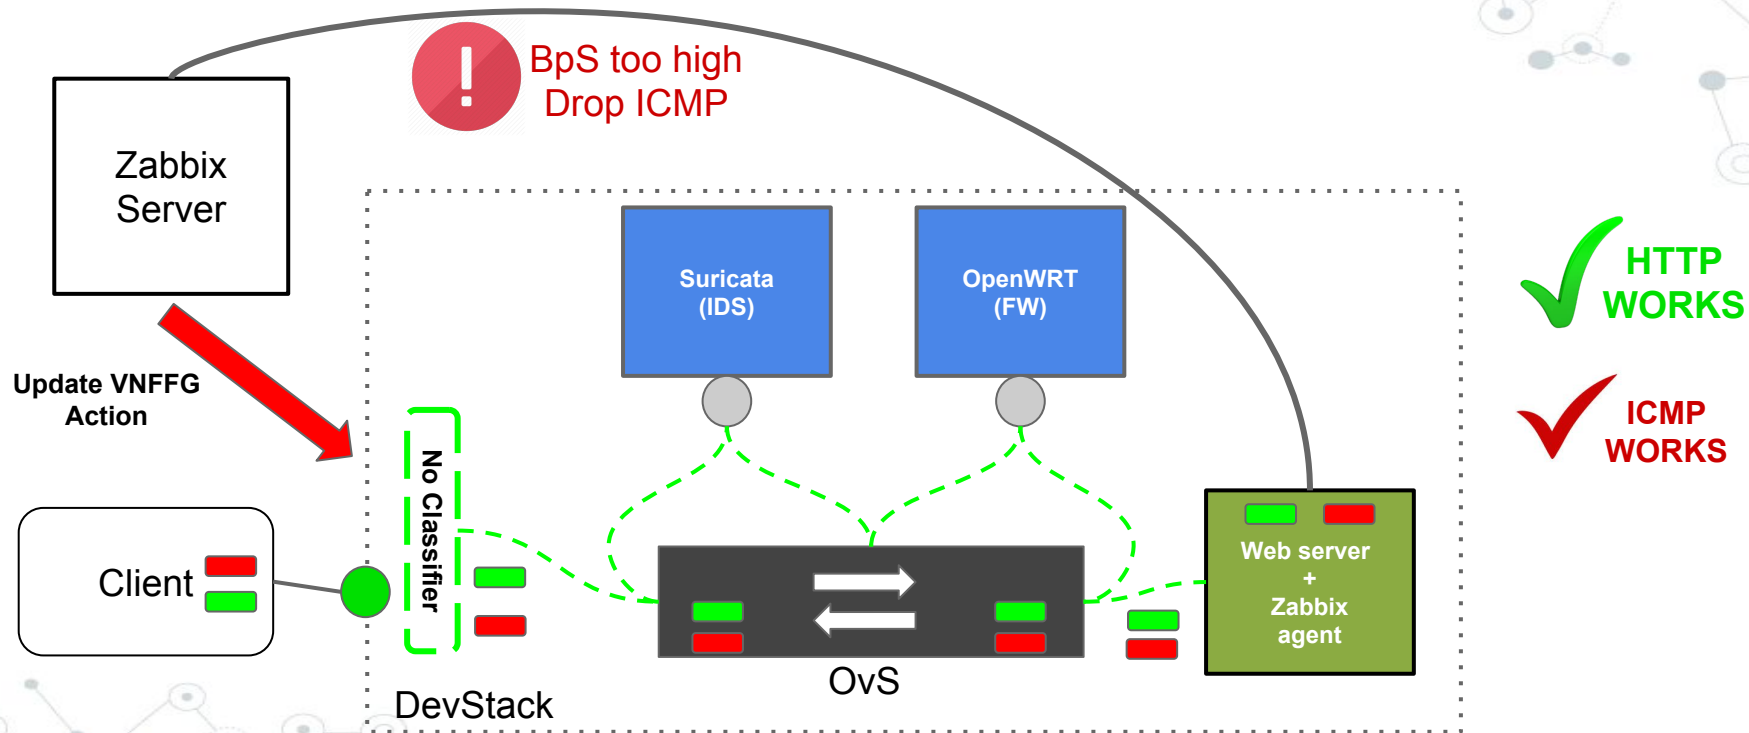 BpS too high
Drop ICMP
Zabbix
Server
Suricata
(IDS)
OpenWRT
(FW)
HTTP
WORKS
Update VNFFG
Action
ICMP
WORKS
No Classifier
Client
Web server
+
Zabbix
agent
OvS
DevStack